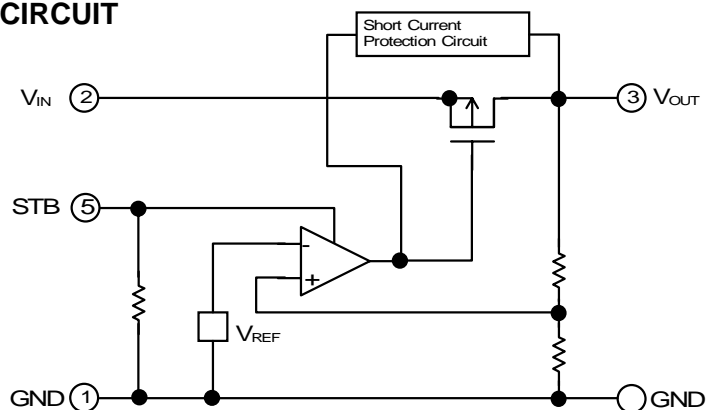 CIRCUIT
Short Current
Protection Circuit
VIN 2
3 VOUT
STB 5
-
+
VREF
GND 1
GND